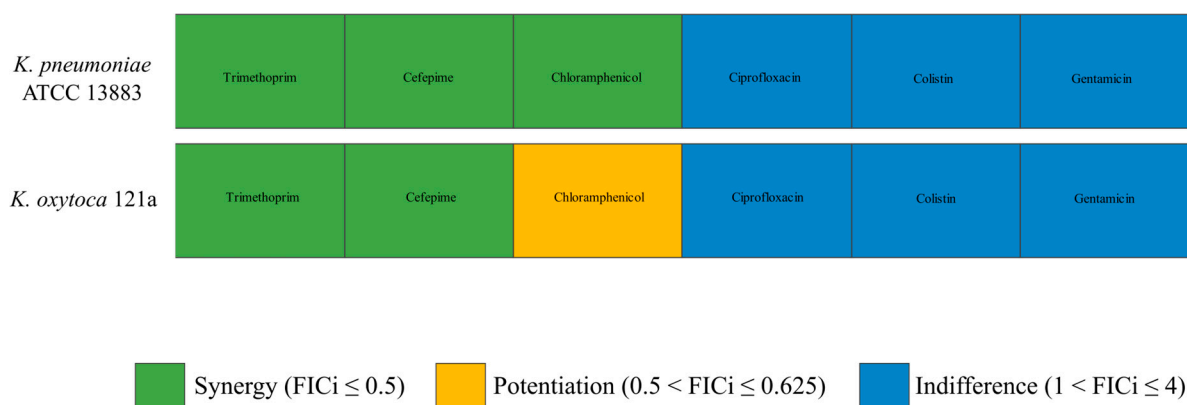 K. pneumoniae
ATCC 13883
Trimethoprim Cefepime Chloramphenicol Ciprofloxacin Colistin Gentamicin
K. oxytoca 121a
Trimethoprim Cefepime Chloramphenicol Ciprofloxacin Colistin Gentamicin
Synergy (FICi ≤ 0.5) Potentiation (0.5 < FICi ≤ 0.625) Indifference (1 < FICi ≤ 4)